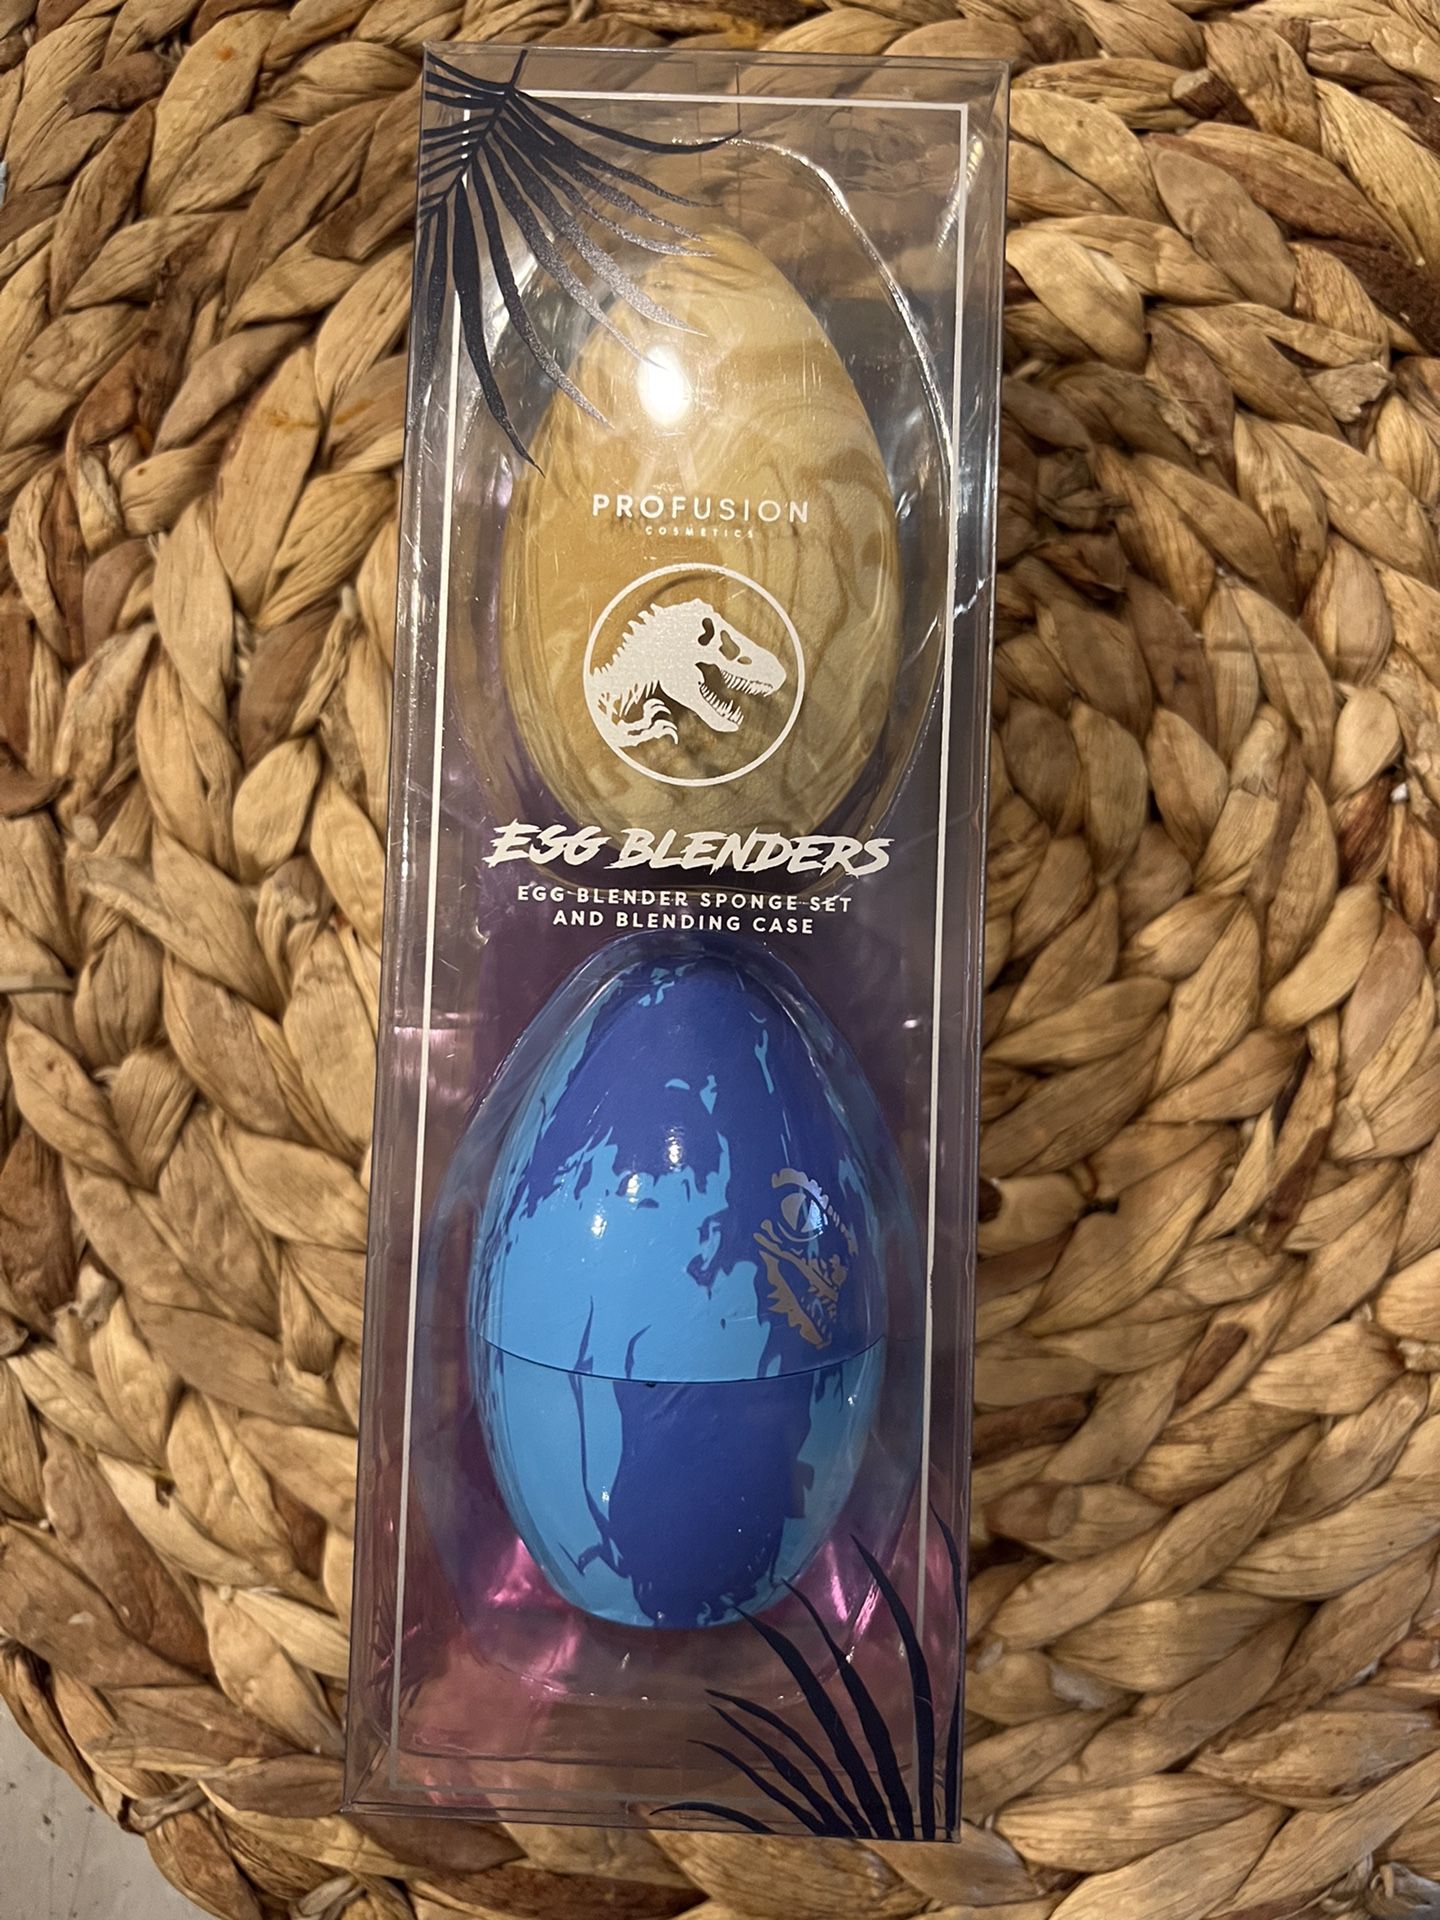 PROFUSION
COSMETICS
EGG BLENDERS
EGG BLENDER SPONGE SET
AND BLENDING CASE